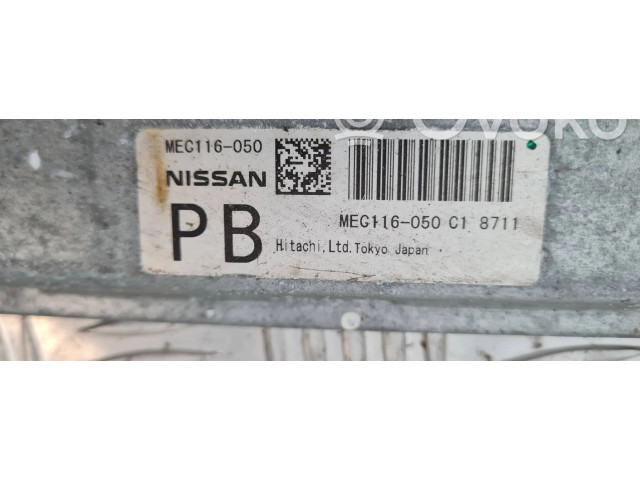 MEC116-050
NISSAN
PB
MEC116-050 C1 8711
Hitachi,Ltd.Tokyo Japan